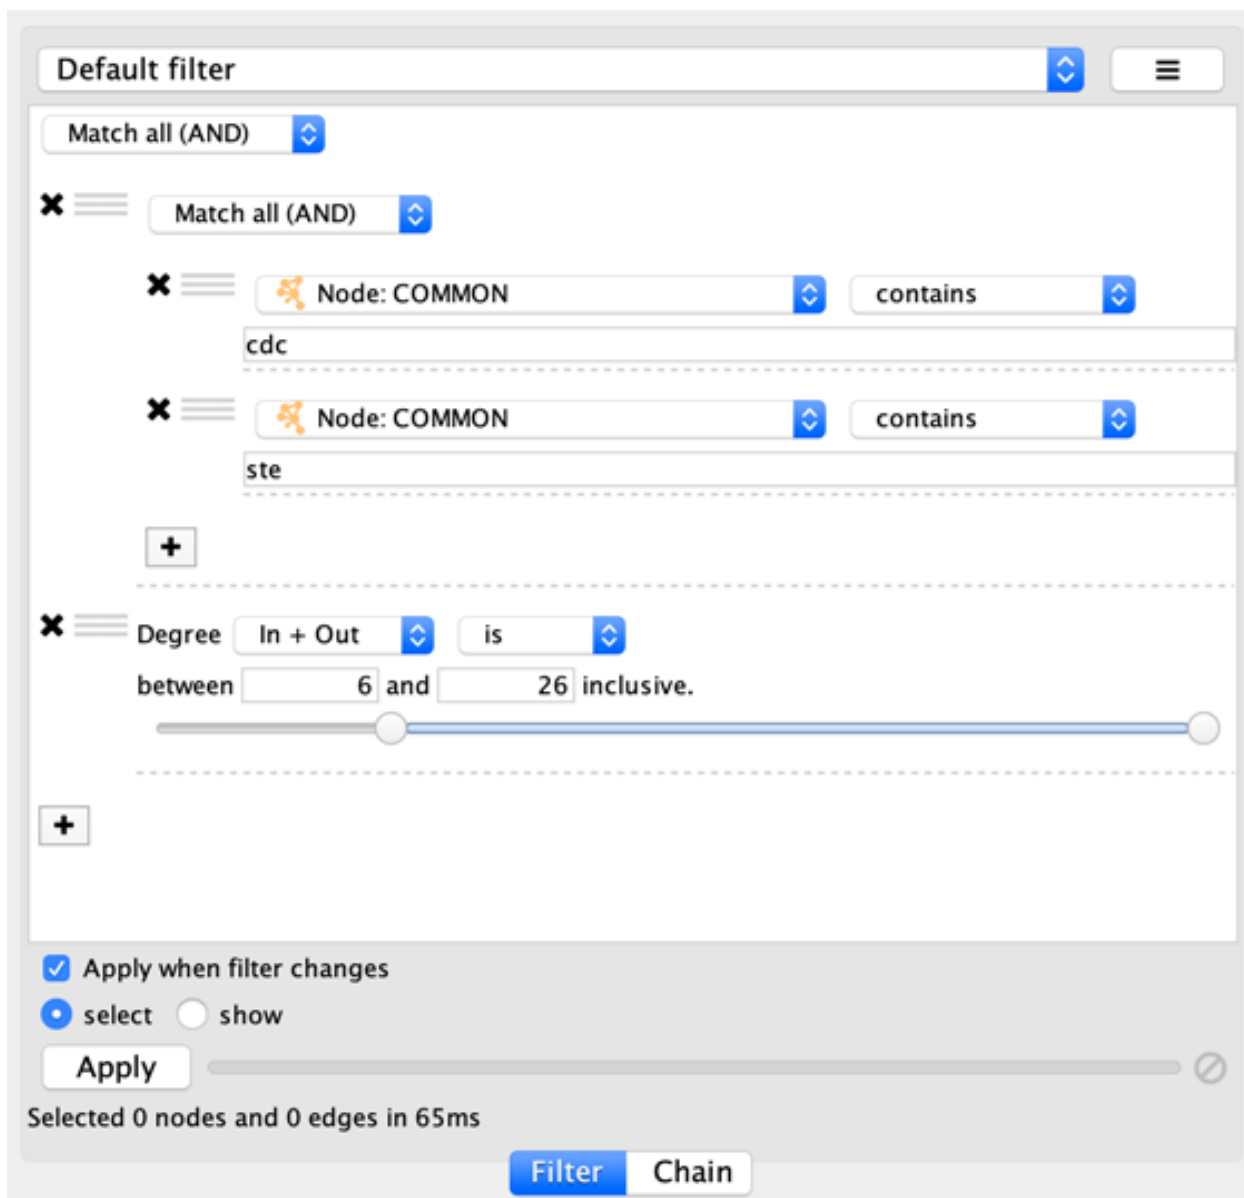 Default filter
Match all (AND)
Match all (AND)
Node: COMMON contains
cdc
Node: COMMON contains
ste
+
Degree In + Out is
between 6 and 26 inclusive.
+
Apply when filter changes
select show
Apply
Selected 0 nodes and 0 edges in 65ms
Filter Chain